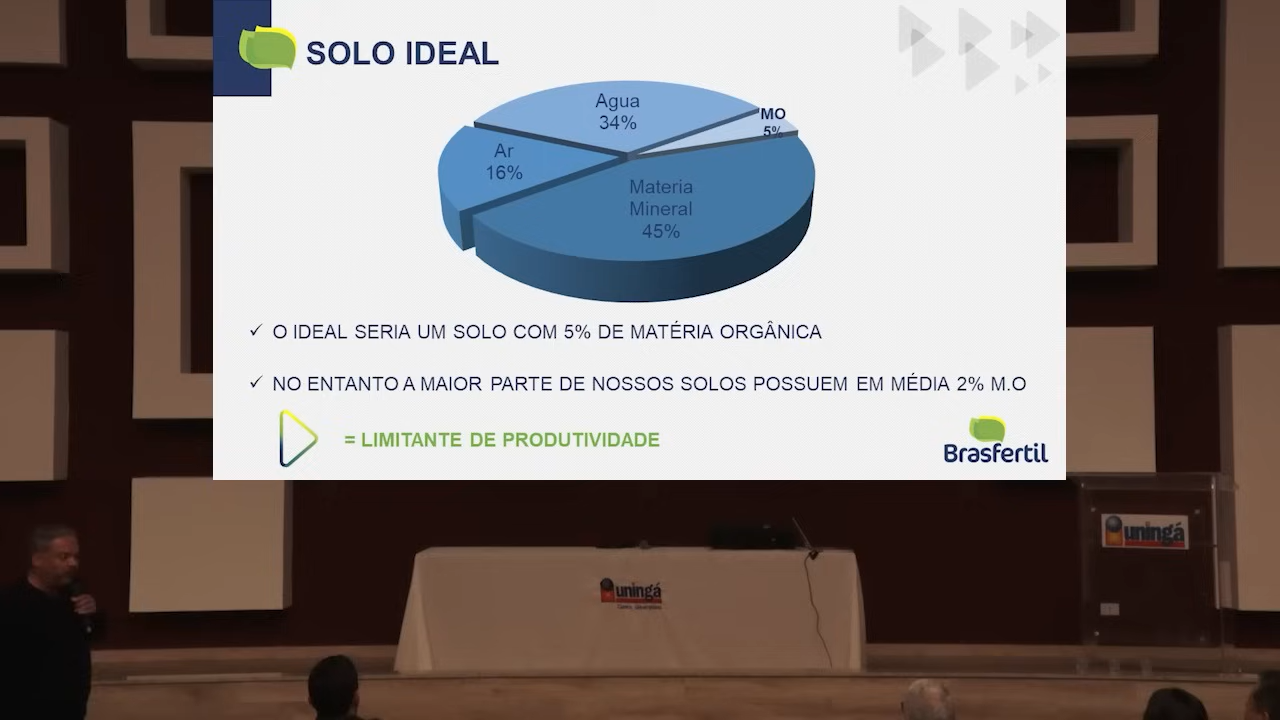 SOLO IDEAL
Agua
34%
MO
5%
Ar
16%
Materia
Mineral
45%
✓ O IDEAL SERIA UM SOLO COM 5% DE MATÉRIA ORGÂNICA
✓ NO ENTANTO A MAIOR PARTE DE NOSSOS SOLOS POSSUEM EM MÉDIA 2% M.O
= LIMITANTE DE PRODUTIVIDADE
Brasfertil
uningá
uningá